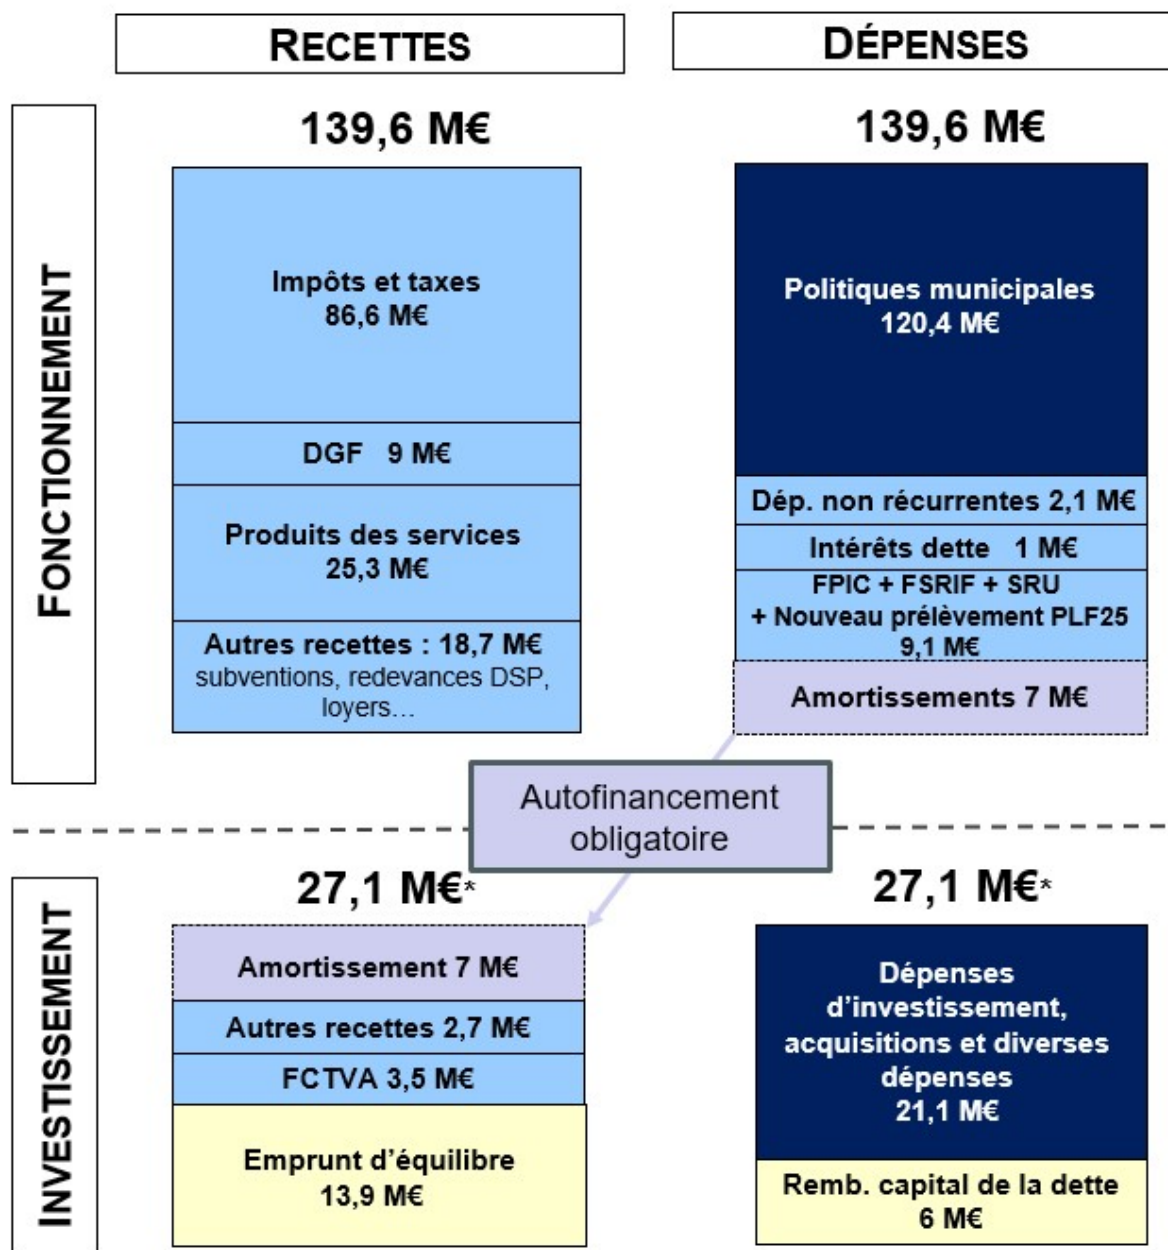 RECETTES
DÉPENSES
FONCTIONNEMENT
139,6 M€
139,6 M€
Impôts et taxes
86,6 M€
DGF 9 M€
Produits des services
25,3 M€
Autres recettes : 18,7 M€
subventions, redevances DSP,
loyers…
Politiques municipales
120,4 M€
Dép. non récurrentes 2,1 M€
Intérêts dette 1 M€
FPIC + FSRIF + SRU
+ Nouveau prélèvement PLF25
9,1 M€
Amortissements 7 M€
Autofinancement
obligatoire
INVESTISSEMENT
27,1 M€*
27,1 M€*
Amortissement 7 M€
Autres recettes 2,7 M€
FCTVA 3,5 M€
Emprunt d’équilibre
13,9 M€
Dépenses
d’investissement,
acquisitions et diverses
dépenses
21,1 M€
Remb. capital de la dette
6 M€